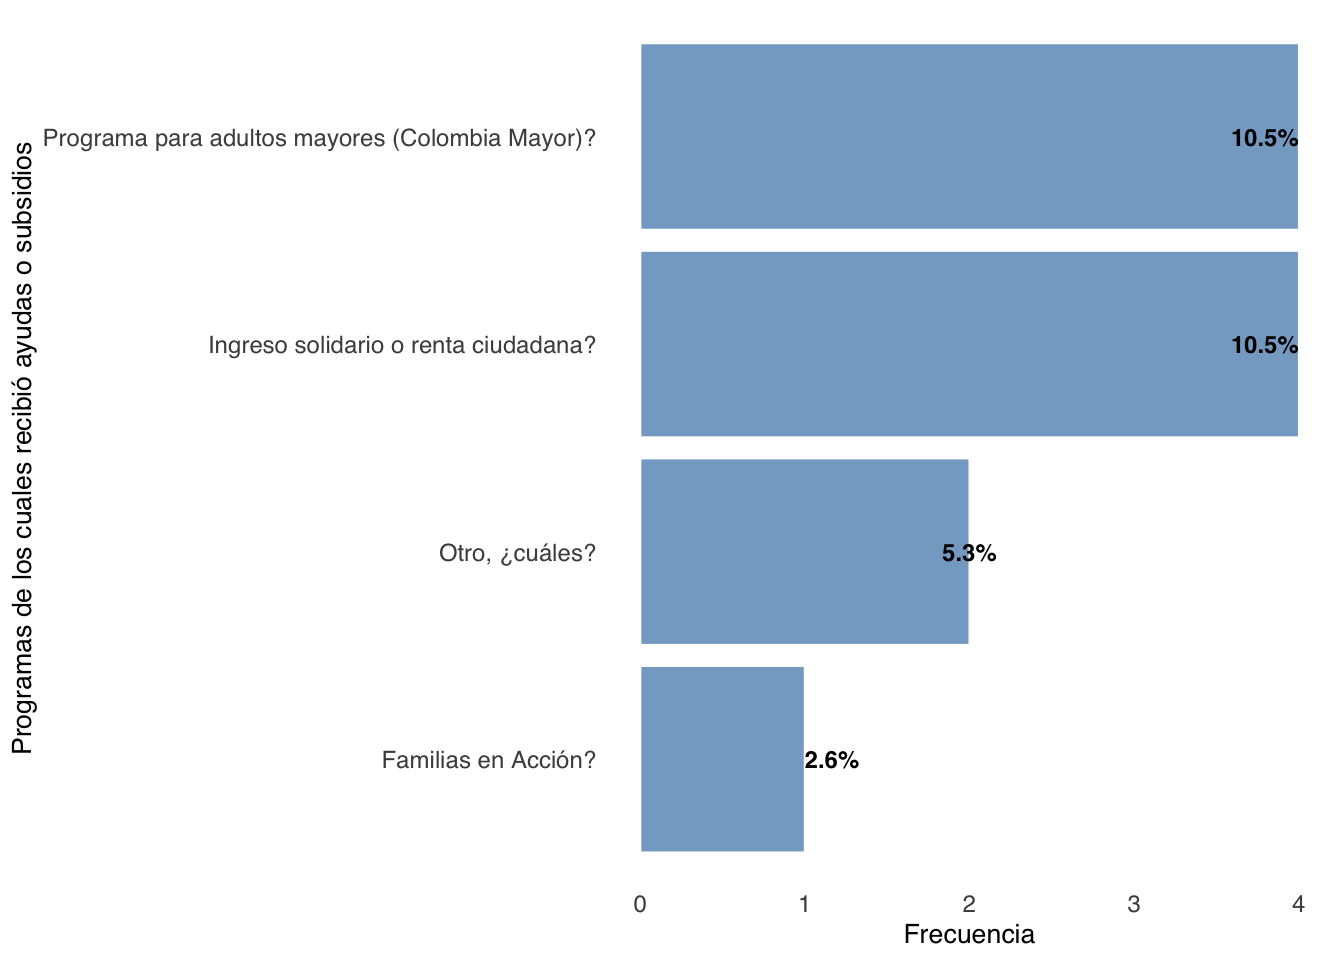 Programas de los cuales recibió ayudas o subsidios
Programa para adultos mayores (Colombia Mayor)?
10.5%
Ingreso solidario o renta ciudadana?
10.5%
Otro, ¿cuáles?
5.3%
Familias en Acción?
2.6%
0 1 2 3 4
Frecuencia